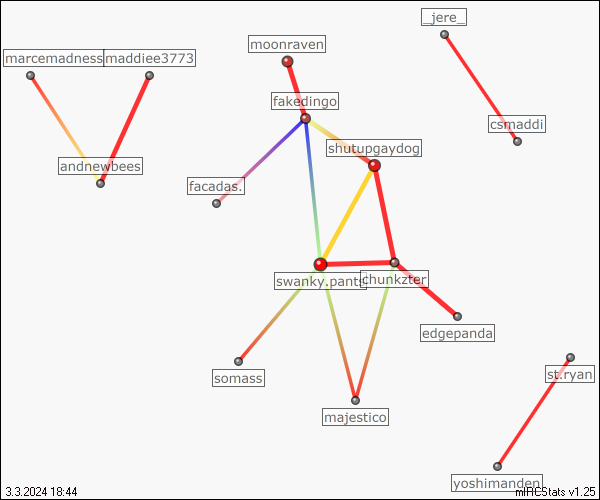 _jere_
moonraven
marcemadness
maddiee3773
fakedingo
csmaddi
shutupgaydog
andnewbees
facadas.
swanky.pants
chunkzter
edgepanda
st.ryan
somass
majestico
yoshimanden
3.3.2024 18:44
mIRCStats v1.25